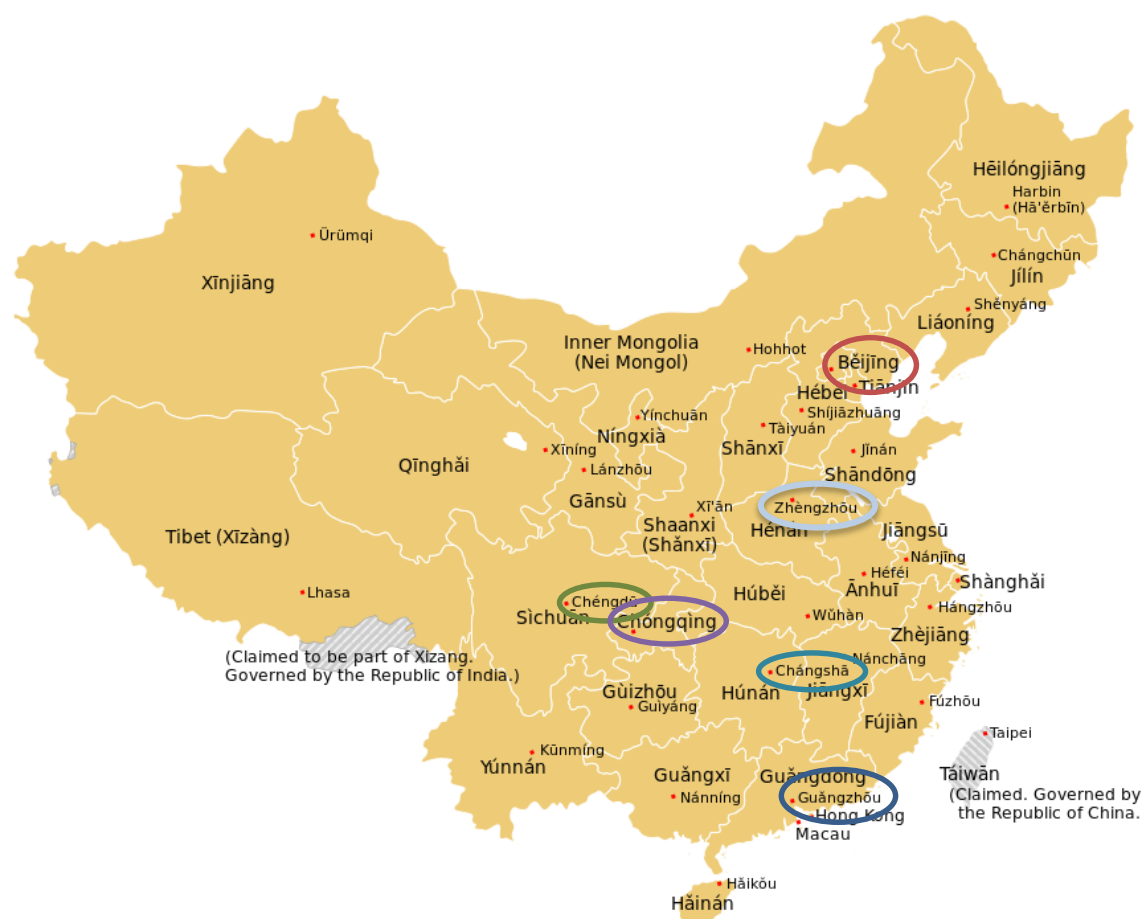 Hēilóngjiāng
Harbin
(Hā'ěrbīn)
Ürümqi
Chángchūn
Jílín
Xīnjiāng
Shěnyáng
Liáoníng
Inner Mongolia
(Nei Mongol)
Hohhot
Běijīng
Tiānjīn
Héběi
Shíjiāzhuāng
Yínchuān
Níngxià
Tàiyuán
Shānxī
Xīníng
Jǐnán
Qīnghǎi
Lánzhōu
Shāndōng
Gānsù
Xī'ān
Zhèngzhōu
Shaanxi
(Shǎnxī)
Hénán
Jiāngsū
Tibet (Xīzàng)
Nánjīng
Héféi
Shànghǎi
Ānhuī
Lhasa
Chéngdū
Húběi
Hángzhōu
Sìchuān
Chóngqìng
Wǔhàn
Zhèjiāng
(Claimed to be part of Xizang.
Governed by the Republic of India.)
Nánchāng
Chángshā
Gùizhōu
Húnán
Jiāngxī
Guìyáng
Fúzhōu
Fújiàn
Taipei
Kūnmíng
Yúnnán
Guǎngxī
Guǎngdōng
Táiwān
Nánníng
Guǎngzhōu
(Claimed. Governed by
the Republic of China.
Hong Kong
Macau
Hǎikǒu
Hǎinán